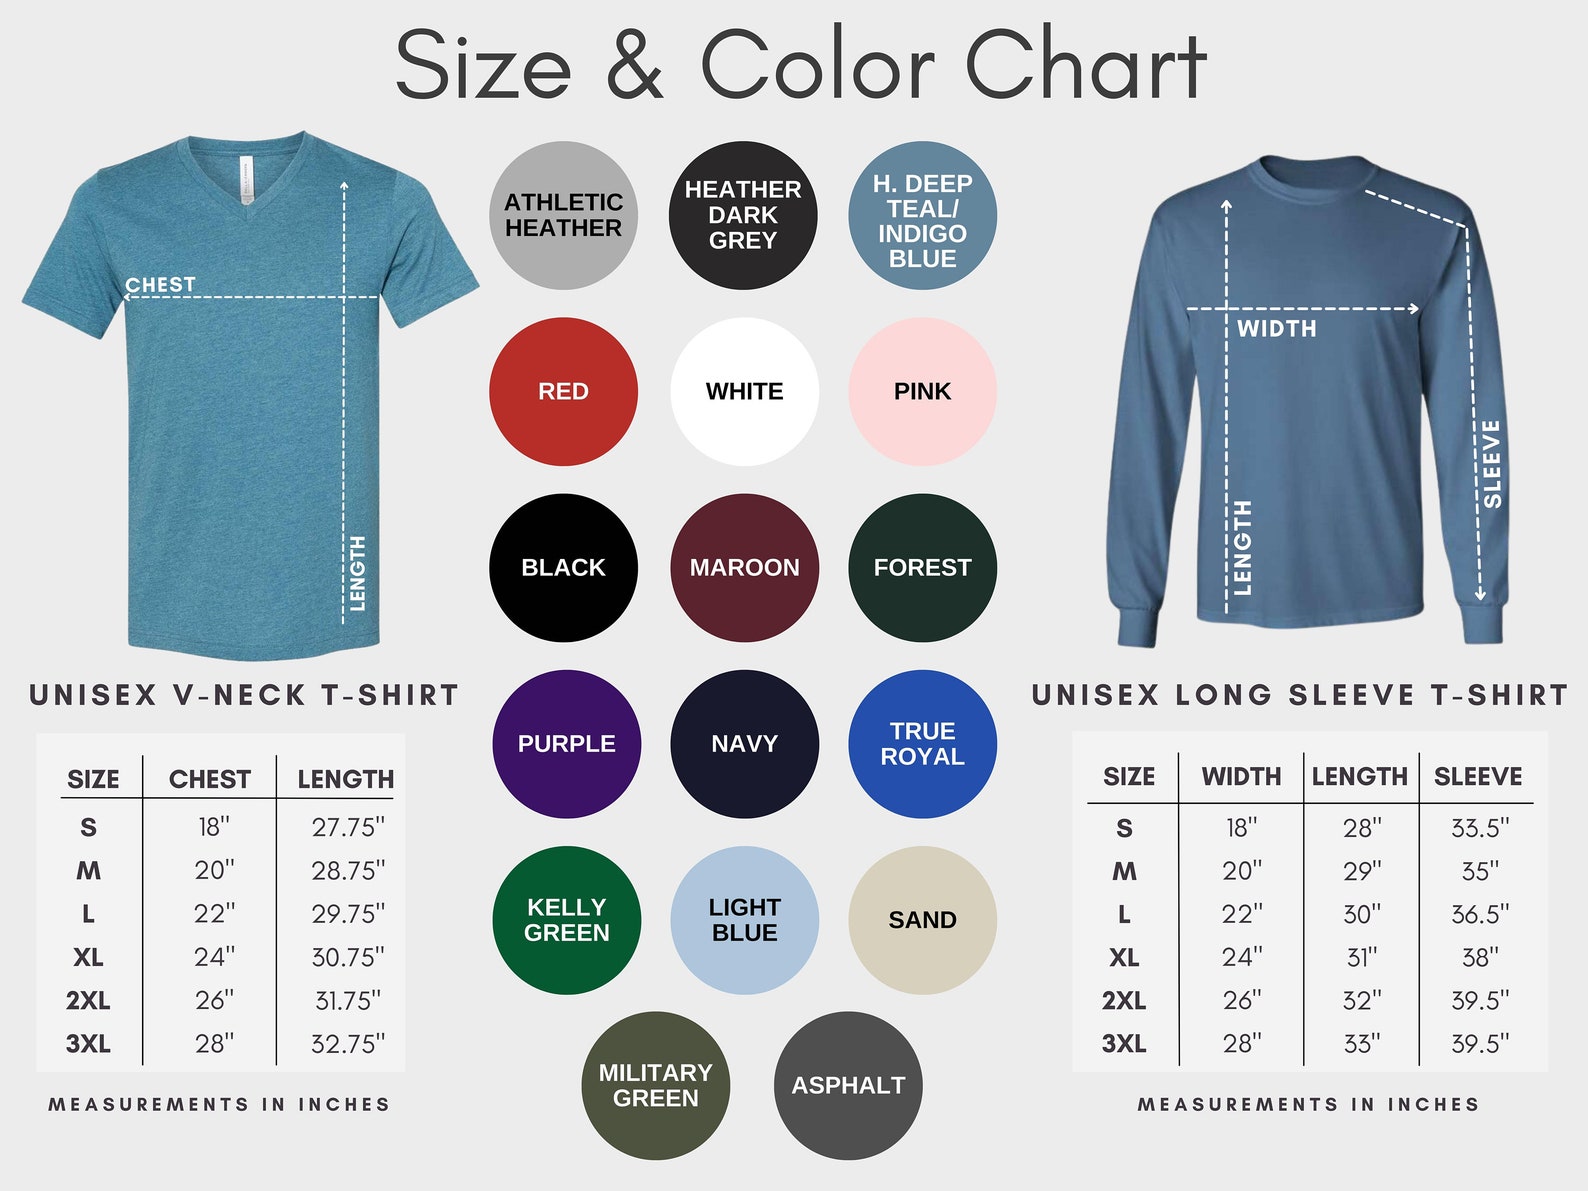 Size & Color Chart
CHEST
LENGTH
UNISEX V-NECK T-SHIRT
SIZE CHEST LENGTH
S 18" 27.75"
M 20" 28.75"
L 22" 29.75"
XL 24" 30.75"
2XL 26" 31.75"
3XL 28" 32.75"
MEASUREMENTS IN INCHES
ATHLETIC
HEATHER
HEATHER
DARK
GREY
H. DEEP
TEAL/
INDIGO
BLUE
RED
WHITE
PINK
BLACK
MAROON
FOREST
PURPLE
NAVY
TRUE
ROYAL
KELLY
GREEN
LIGHT
BLUE
SAND
MILITARY
GREEN
ASPHALT
WIDTH
LENGTH
SLEEVE
UNISEX LONG SLEEVE T-SHIRT
SIZE WIDTH LENGTH SLEEVE
S 18" 28" 33.5"
M 20" 29" 35"
L 22" 30" 36.5"
XL 24" 31" 38"
2XL 26" 32" 39.5"
3XL 28" 33" 39.5"
MEASUREMENTS IN INCHES